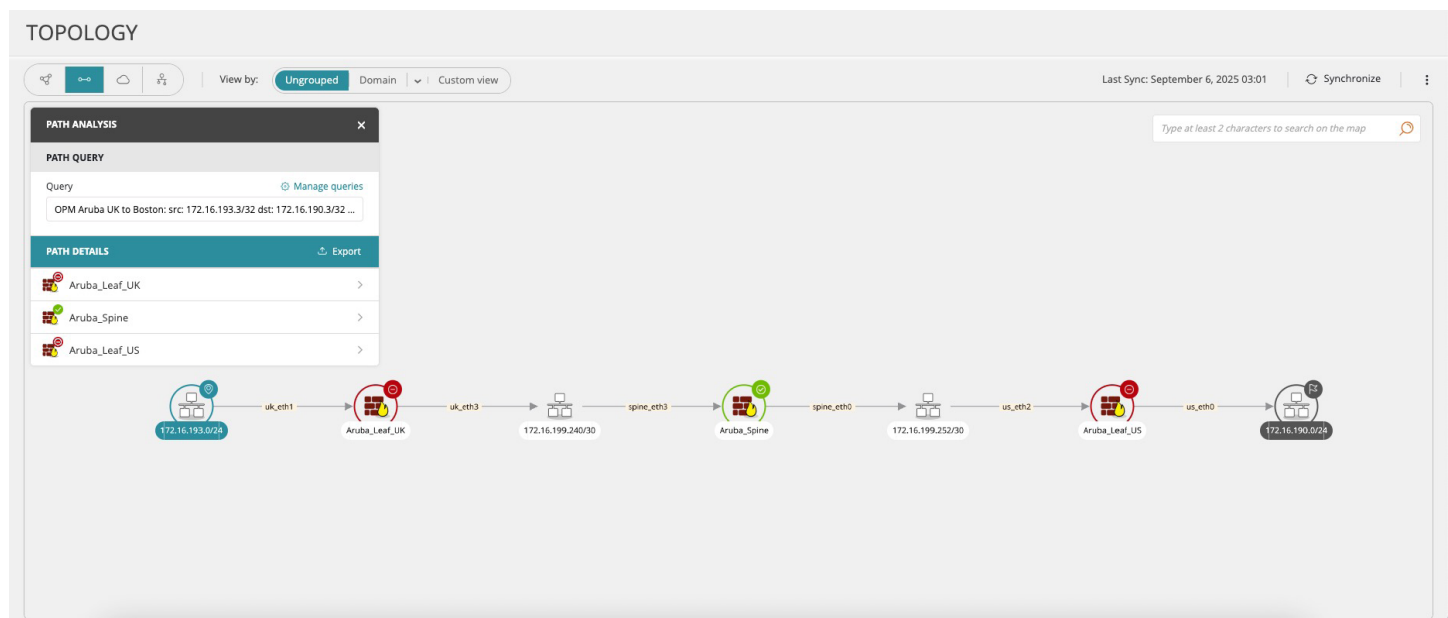 TOPOLOGY
View by: Ungrouped Domain Custom view
Last Sync: September 6, 2025 03:01 Synchronize
PATH ANALYSIS
Type at least 2 characters to search on the map
PATH QUERY
Query Manage queries
OPM Aruba UK to Boston: src: 172.16.193.3/32 dst: 172.16.190.3/32 ...
PATH DETAILS Export
Aruba_Leaf_UK
Aruba_Spine
Aruba_Leaf_US
uk_eth1 uk_eth3 spine_eth3 spine_eth0 us_eth2 us_eth0
172.16.193.0/24 Aruba_Leaf_UK 172.16.199.240/30 Aruba_Spine 172.16.199.252/30 Aruba_Leaf_US 172.16.190.0/24